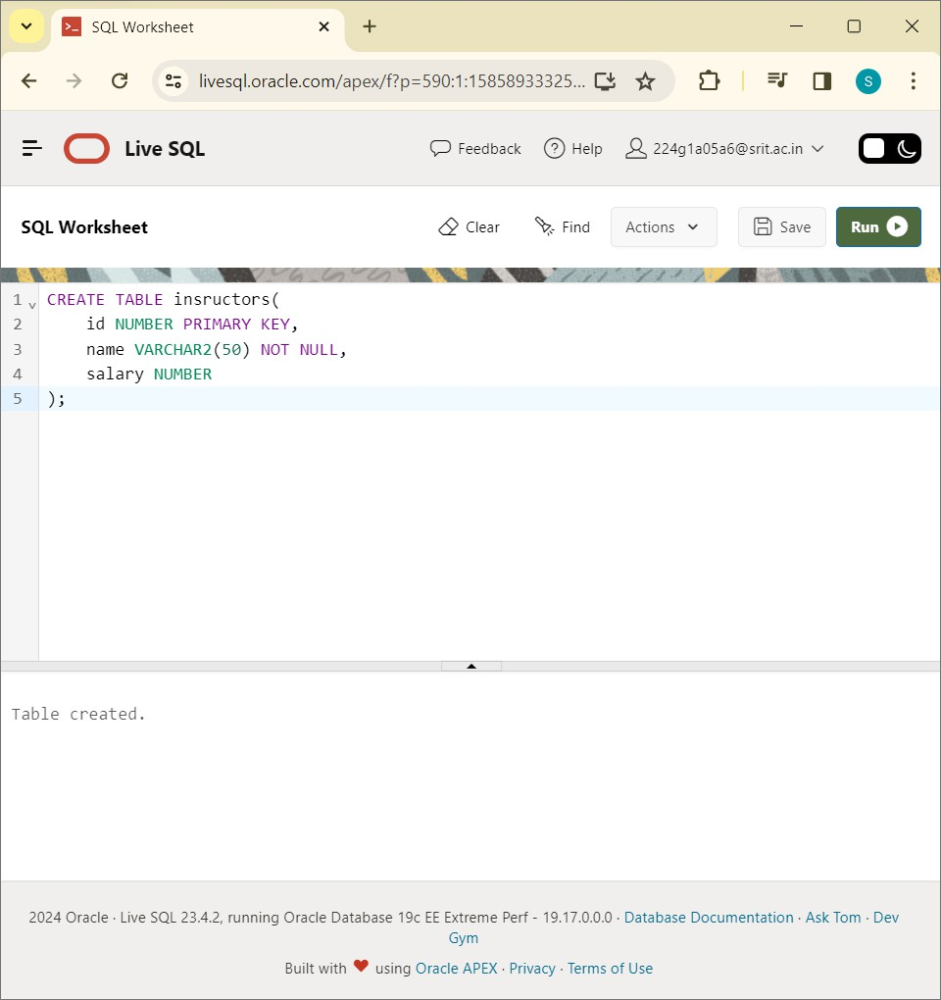 SQL Worksheet
livesql.oracle.com/apex/f?p=590:1:15858933325...
S
Live SQL
Feedback
Help
224g1a05a6@srit.ac.in
SQL Worksheet
Clear
Find
Actions
Save
Run
1 CREATE TABLE insructors(
2 id NUMBER PRIMARY KEY,
3 name VARCHAR2(50) NOT NULL,
4 salary NUMBER
5 );
Table created.
2024 Oracle · Live SQL 23.4.2, running Oracle Database 19c EE Extreme Perf - 19.17.0.0.0 · Database Documentation · Ask Tom · Dev
Gym
Built with ❤ using Oracle APEX · Privacy · Terms of Use